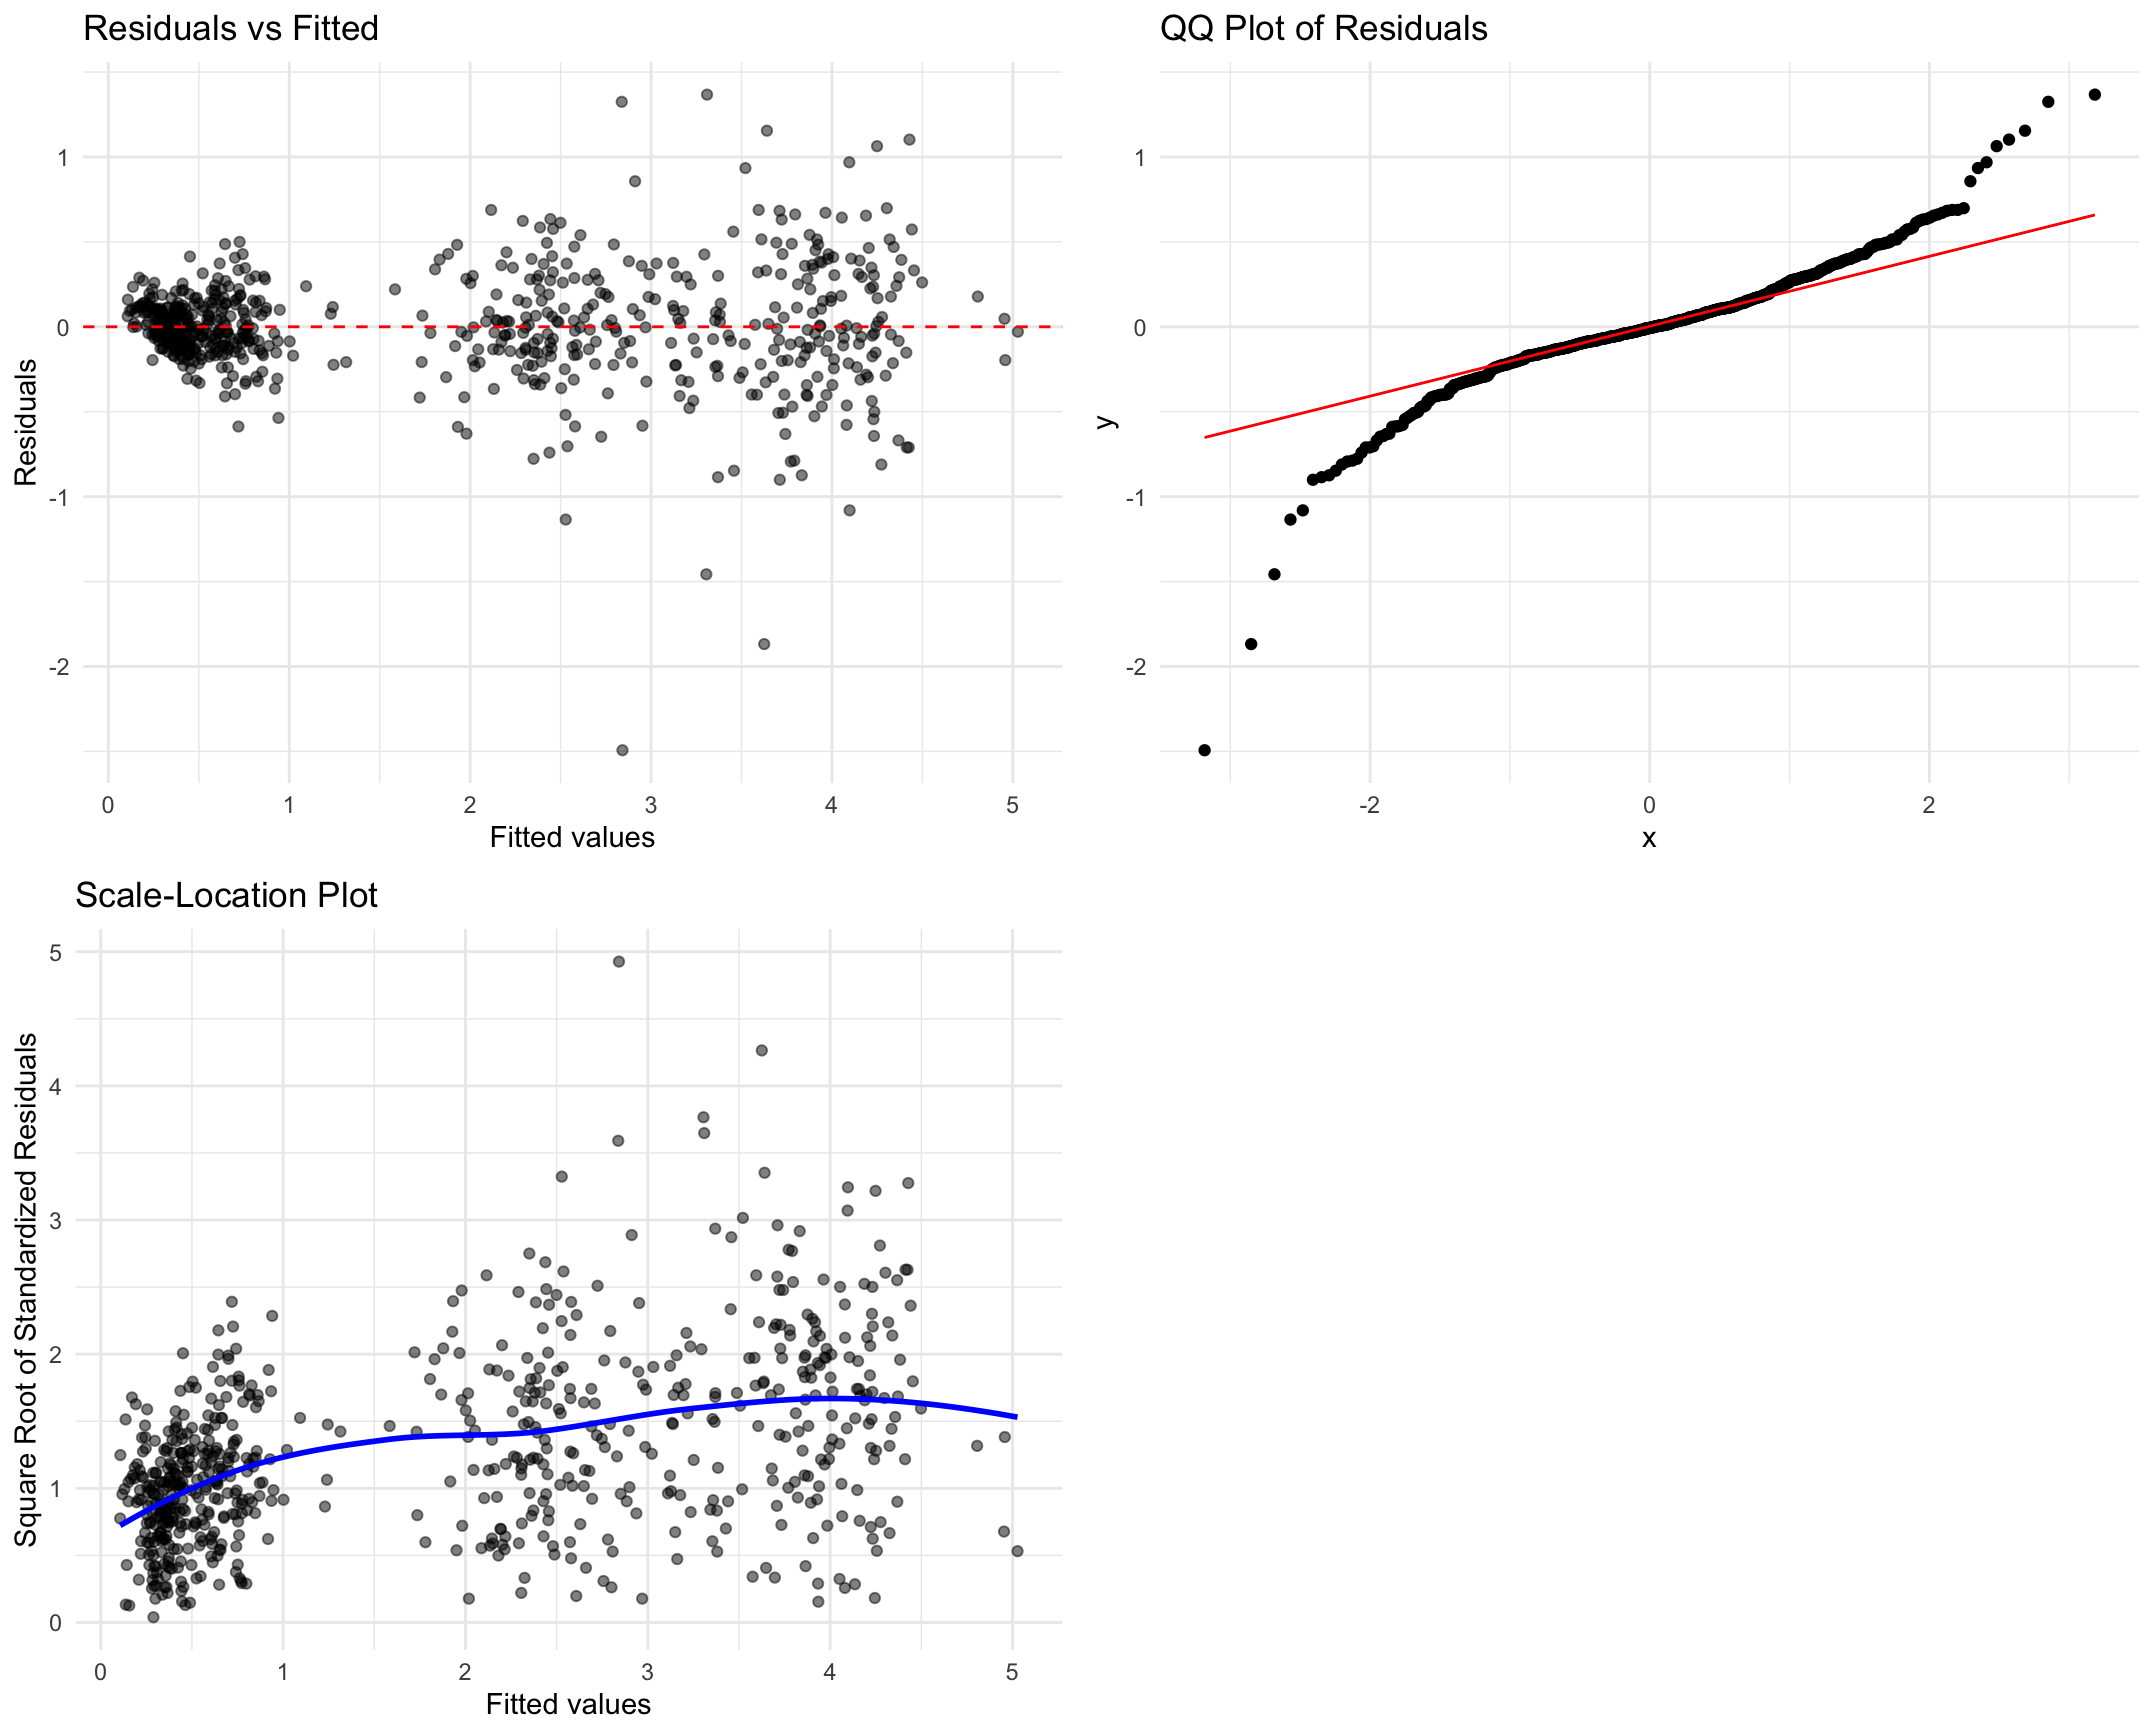 Residuals vs Fitted
1
0
-1
-2
Residuals
0 1 2 3 4 5
Fitted values
QQ Plot of Residuals
1
0
-1
-2
y
-2 0 2
x
Scale-Location Plot
5
4
3
2
1
0
Square Root of Standardized Residuals
0 1 2 3 4 5
Fitted values